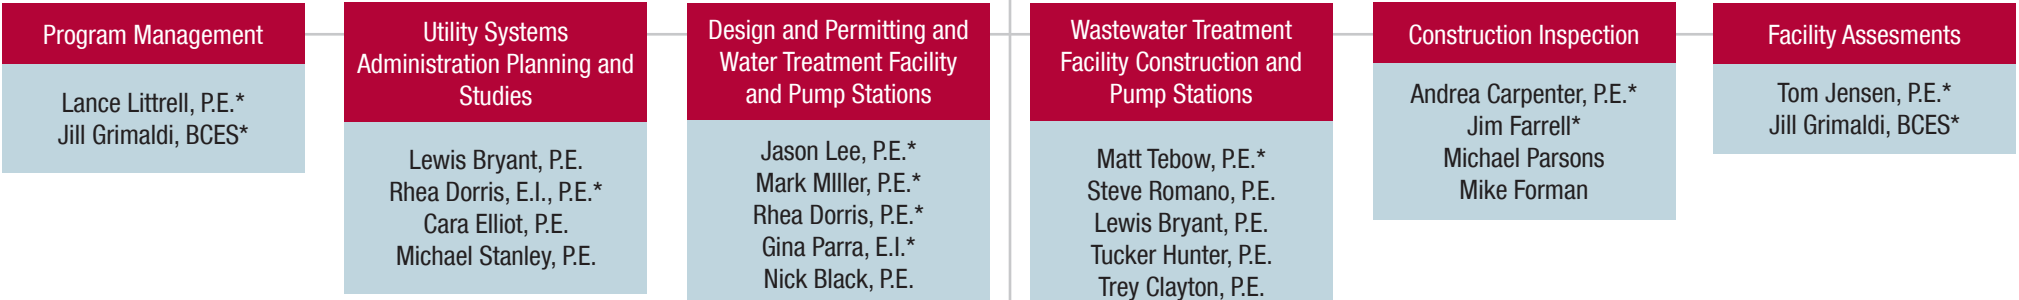 Program Management
Lance Littrell, P.E.*
Jill Grimaldi, BCES*
Utility Systems
Administration Planning and
Studies
Lewis Bryant, P.E.
Rhea Dorris, E.I., P.E.*
Cara Elliot, P.E.
Michael Stanley, P.E.
Design and Permitting and
Water Treatment Facility
and Pump Stations
Jason Lee, P.E.*
Mark MIller, P.E.*
Rhea Dorris, P.E.*
Gina Parra, E.I.*
Nick Black, P.E.
Wastewater Treatment
Facility Construction and
Pump Stations
Matt Tebow, P.E.*
Steve Romano, P.E.
Lewis Bryant, P.E.
Tucker Hunter, P.E.
Trey Clayton, P.E.
Construction Inspection
Andrea Carpenter, P.E.*
Jim Farrell*
Michael Parsons
Mike Forman
Facility Assesments
Tom Jensen, P.E.*
Jill Grimaldi, BCES*